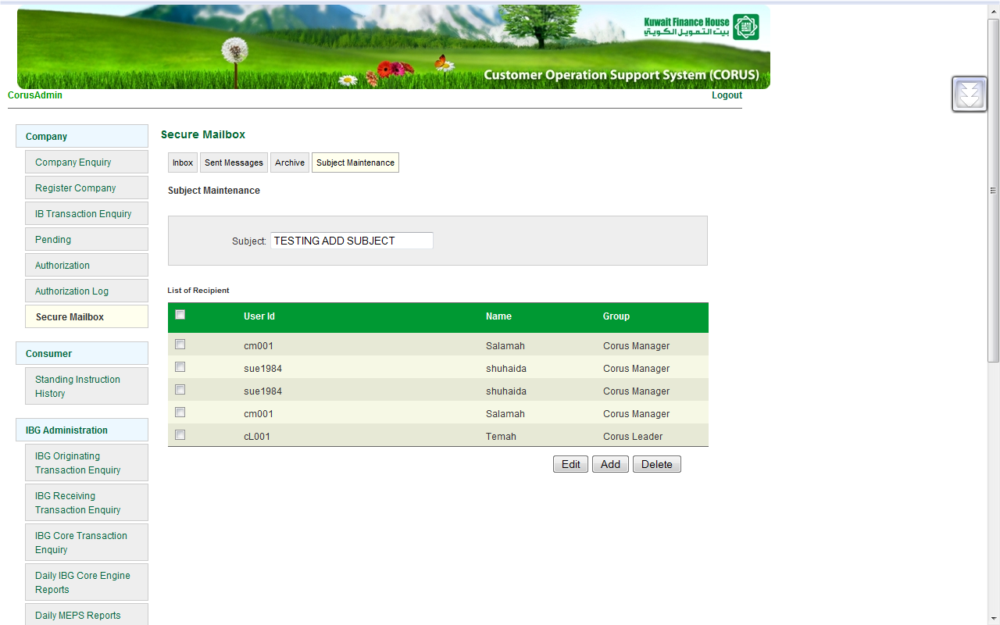 Kuwait Finance House
بيت التمويل الكويتي
Customer Operation Support System (CORUS)
CorusAdmin
Logout
Company
Company Enquiry
Register Company
IB Transaction Enquiry
Pending
Authorization
Authorization Log
Secure Mailbox
Consumer
Standing Instruction
History
IBG Administration
IBG Originating
Transaction Enquiry
IBG Receiving
Transaction Enquiry
IBG Core Transaction
Enquiry
Daily IBG Core Engine
Reports
Daily MEPS Reports
Secure Mailbox
Inbox Sent Messages Archive Subject Maintenance
Subject Maintenance
Subject: TESTING ADD SUBJECT
List of Recipient
User Id Name Group
cm001 Salamah Corus Manager
sue1984 shuhaida Corus Manager
sue1984 shuhaida Corus Manager
cm001 Salamah Corus Manager
cL001 Temah Corus Leader
Edit Add Delete